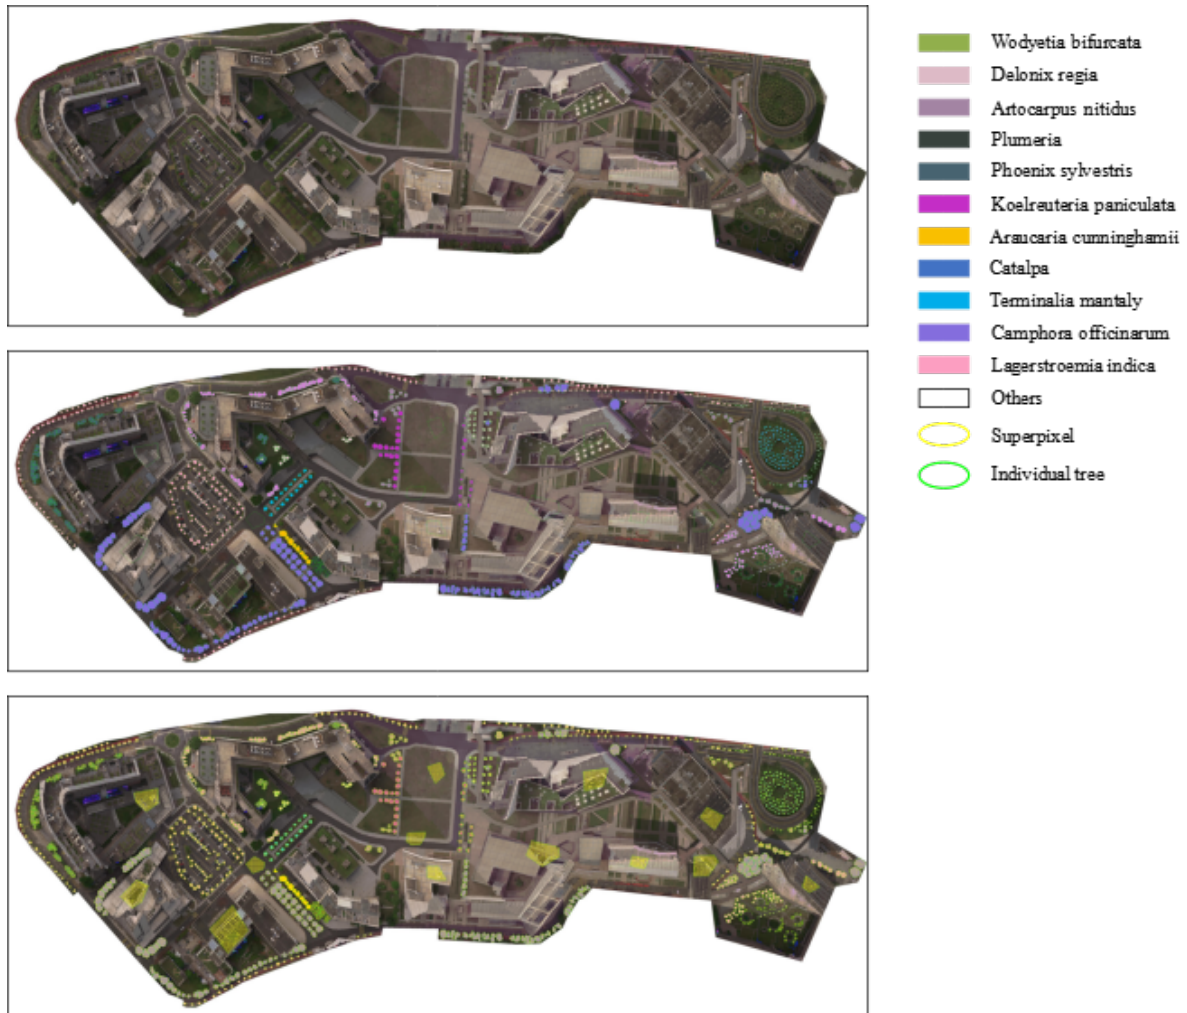 Wodyetia bifurcata
Delonix regia
Artocarpus nitidus
Plumeria
Phoenix sylvestris
Koelreuteria paniculata
Araucaria cunninghamii
Catalpa
Terminalia mantaly
Camphora officinarum
Lagerstroemia indica
Others
Superpixel
Individual tree